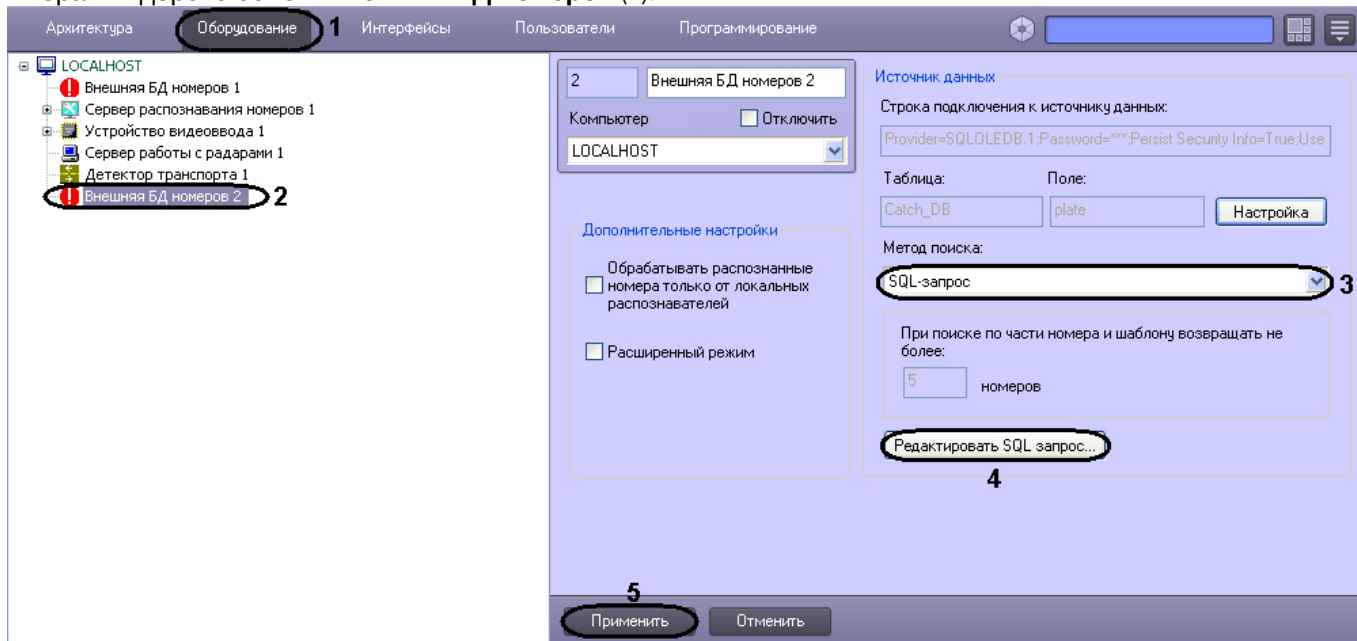 Архитектура Оборудование 1 Интерфейсы Пользователи Программирование
LOCALHOST
Внешняя БД номеров 1
Сервер распознавания номеров 1
Устройство видеоввода 1
Сервер работы с радарами 1
Детектор транспорта 1
Внешняя БД номеров 2 2
2 Внешняя БД номеров 2
Компьютер Отключить
LOCALHOST
Дополнительные настройки
Обрабатывать распознанные
номера только от локальных
распознавателей
Расширенный режим
Источник данных
Строка подключения к источнику данных:
Provider=SQLOLEDB.1;Password=***;Persist Security Info=True;Use
Таблица: Поле:
Catch_DB plate Настройка
Метод поиска:
SQL-запрос 3
При поиске по части номера и шаблону возвращать не
более:
5 номеров
Редактировать SQL запрос...
4
5
Применить Отменить